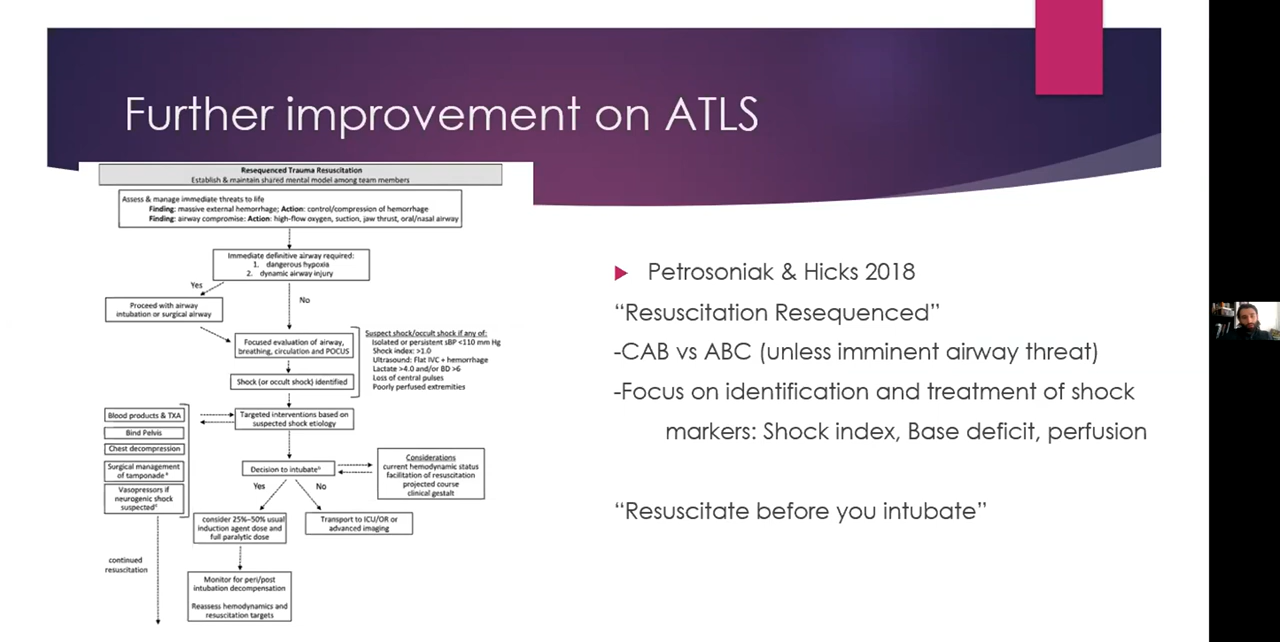 Further improvement on ATLS
Resequenced Trauma Resuscitation
Establish & maintain shared mental model among team members
Assess & manage immediate threats to life
Finding: massive external hemorrhage; Action: control/compression of hemorrhage
Finding: airway compromise: Action: high-flow oxygen, suction, jaw thrust, oral/nasal airway
Immediate definitive airway required:
1. dangerous hypoxia
2. dynamic airway injury
Yes
No
Proceed with airway
intubation or surgical airway
Focused evaluation of airway,
breathing, circulation and POCUS
Suspect shock/occult shock if any of:
Isolated or persistent sBP <110 mm Hg
Shock index: >1.0
Ultrasound: Flat IVC + hemorrhage
Lactate >4.0 and/or BD >6
Loss of central pulses
Poorly perfused extremities
Shock (or occult shock) identified
Blood products & TXA
Bind Pelvis
Chest decompression
Surgical management
of tamponade
Vasopressors if
neurogenic shock
suspected
Targeted interventions based on
suspected shock etiology
Decision to intubate
Considerations
current hemodynamic status
facilitation of resuscitation
projected course
clinical gestalt
Yes
No
consider 25%-50% usual
induction agent dose and
full paralytic dose
Transport to ICU/OR or
advanced imaging
continued
resuscitation
Monitor for peri/post
intubation decompensation
Reassess hemodynamics and
resuscitation targets
Petrosoniak & Hicks 2018
“Resuscitation Resequenced”
-CAB vs ABC (unless imminent airway threat)
-Focus on identification and treatment of shock
markers: Shock index, Base deficit, perfusion
“Resuscitate before you intubate”